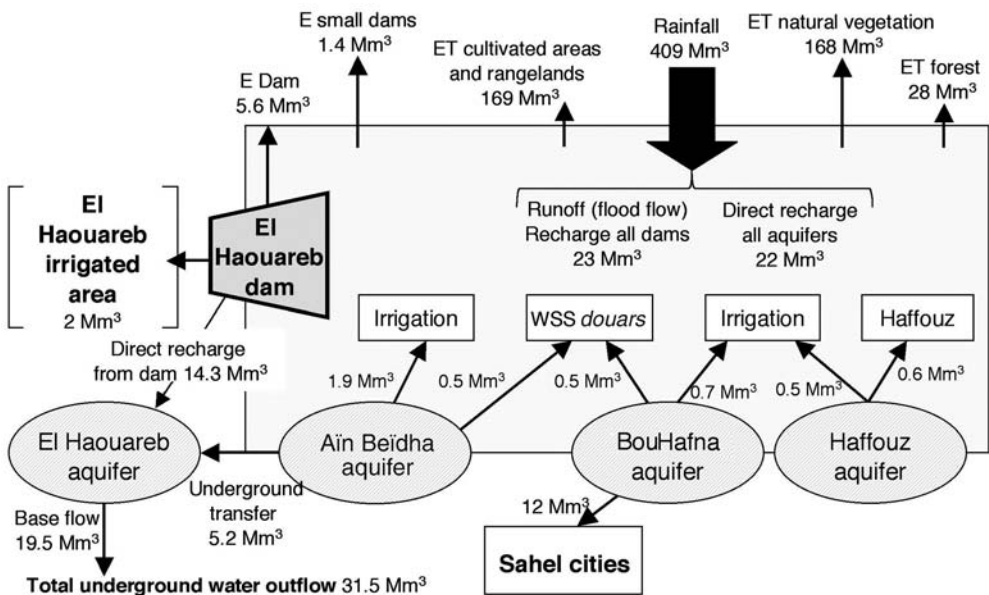 E small dams
1.4 Mm³
ET cultivated areas
and rangelands
169 Mm³
Rainfall
409 Mm³
ET natural vegetation
168 Mm³
ET forest
28 Mm³
E Dam
5.6 Mm³
El
Haouareb
irrigated
area
2 Mm³
El
Haouareb
dam
Runoff (flood flow)
Recharge all dams
23 Mm³
Direct recharge
all aquifers
22 Mm³
Irrigation
WSS douars
Irrigation
Haffouz
Direct recharge
from dam 14.3 Mm³
1.9 Mm³
0.5 Mm³
0.5 Mm³
0.7 Mm³
0.5 Mm³
0.6 Mm³
El Haouareb
aquifer
Aïn Beïdha
aquifer
BouHafna
aquifer
Haffouz
aquifer
Underground
transfer
5.2 Mm³
Base flow
19.5 Mm³
12 Mm³
Sahel cities
Total underground water outflow 31.5 Mm³